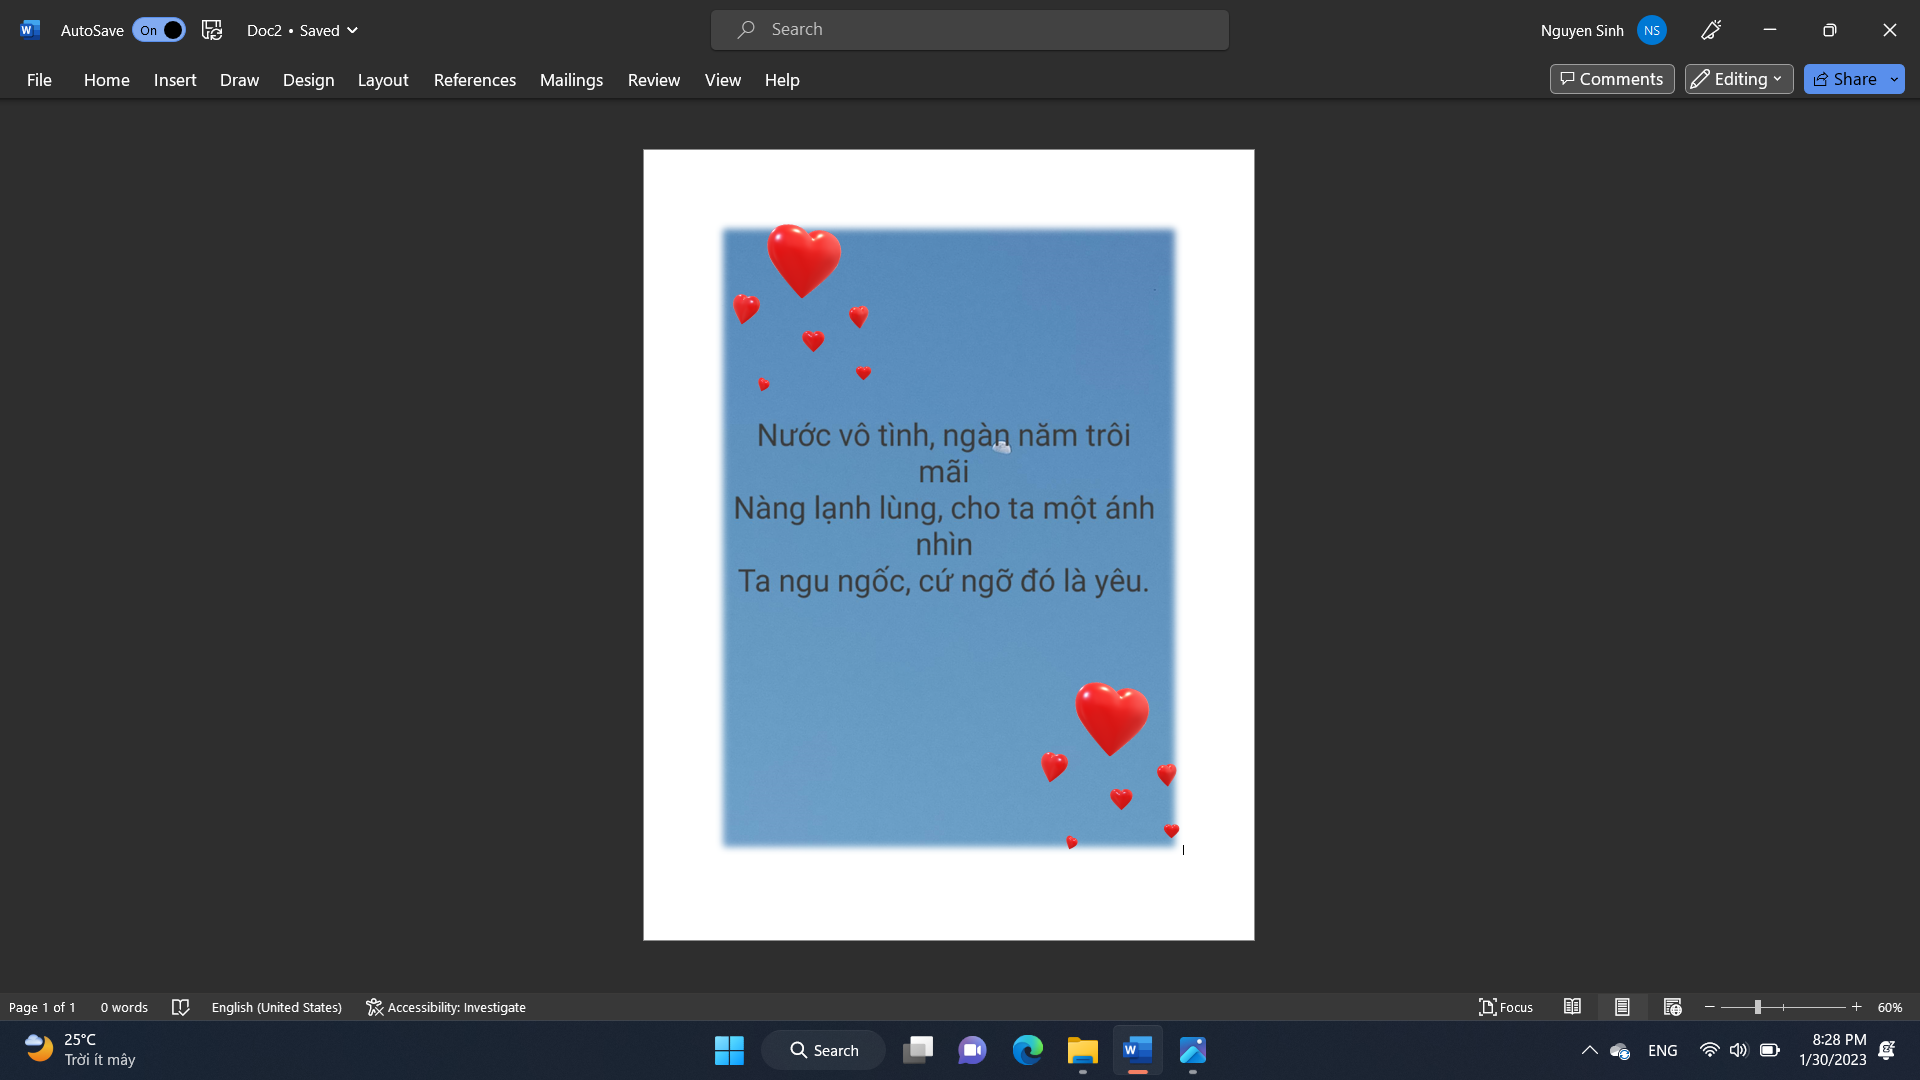 AutoSave On Doc2 • Saved Search Nguyen Sinh NS
File Home Insert Draw Design Layout References Mailings Review View Help Comments Editing Share
Nước vô tình, ngàn năm trôi
mãi
Nàng lạnh lùng, cho ta một ánh
nhìn
Ta ngu ngốc, cứ ngỡ đó là yêu.
Page 1 of 1 0 words English (United States) Accessibility: Investigate Focus 60%
25°C
Trời ít mây
Search
ENG
8:28 PM
1/30/2023